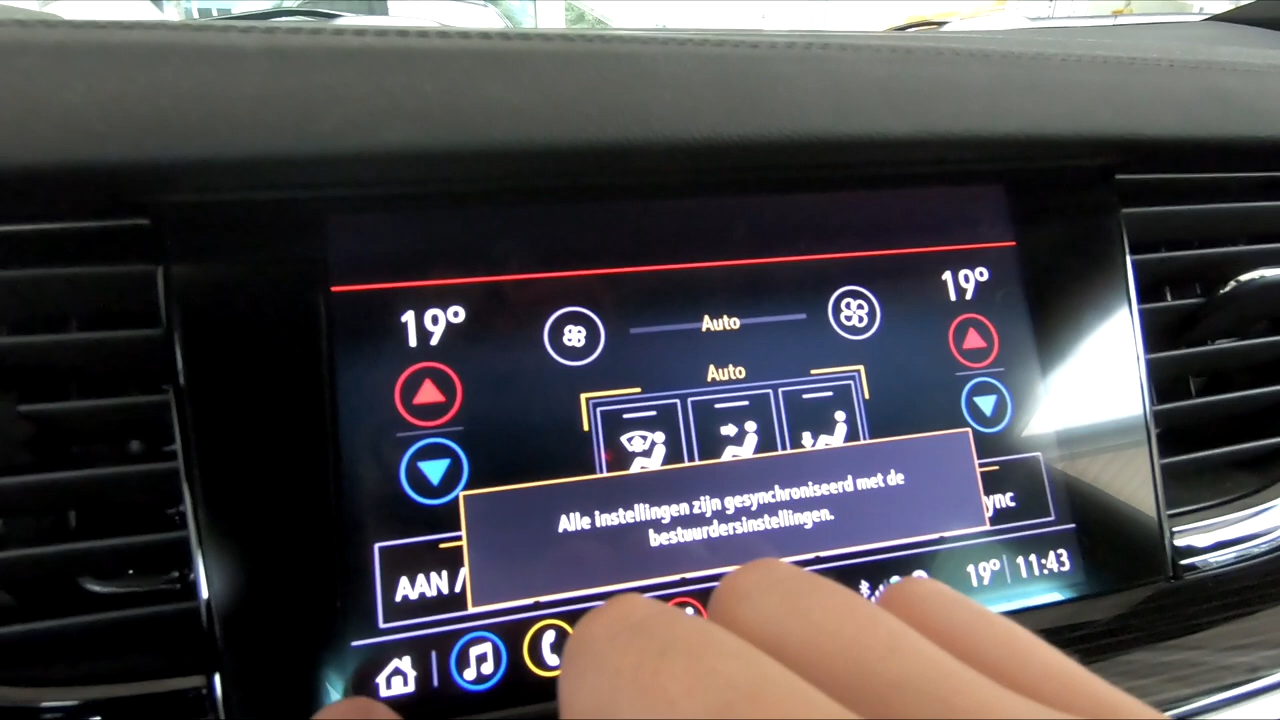 19°
19°
Auto
Auto
Alle instellingen zijn gesynchroniseerd met de
bestuurdersinstellingen.
AAN /
ync
19° 11:43